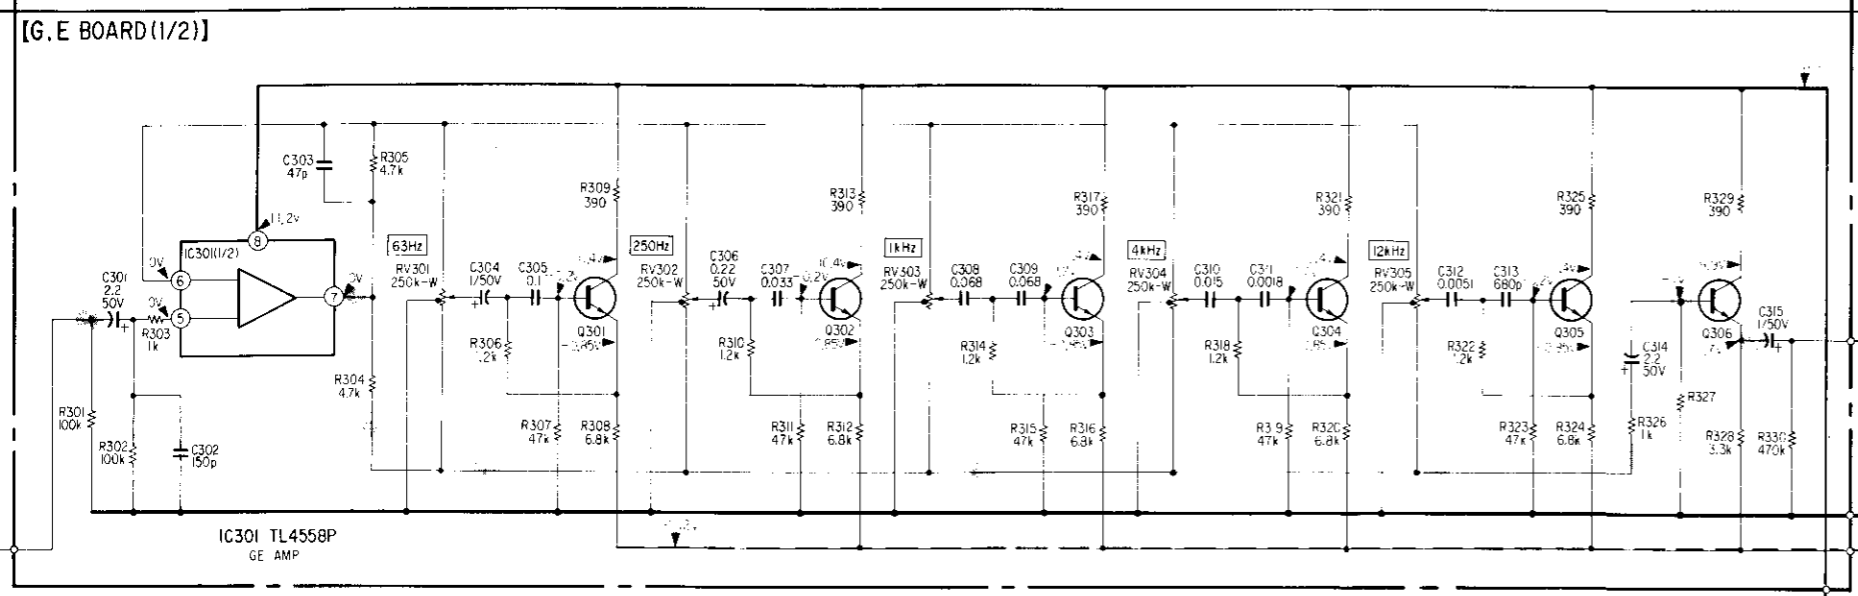 [G.E BOARD(1/2)]
C303
47p
R305
4.7k
R309
390
R313
390
R317
390
R321
390
R325
390
R329
390
11.2v
8
IC301(1/2)
0V
6
0V
5
7
0V
C301
2.2
50V
R303
1k
63Hz
RV301
250k-W
C304
1/50V
C305
0.1
Q301
250Hz
RV302
250k-W
C306
0.22
50V
C307
0.033
Q302
1kHz
RV303
250k-W
C308
0.068
C309
0.068
Q303
4kHz
RV304
250k-W
C310
0.015
C311
0.0018
Q304
12kHz
RV305
250k-W
C312
0.0051
C313
680p
Q305
Q306
C315
1/50V
C314
2.2
50V
R306
1.2k
R310
1.2k
R314
1.2k
R318
1.2k
R322
1.2k
R304
4.7k
R301
100k
R302
100k
C302
150p
R307
47k
R308
6.8k
R311
47k
R312
6.8k
R315
47k
R316
6.8k
47k
R320
6.8k
R323
47k
R324
6.8k
R326
1k
R327
R328
3.3k
R330
470k
IC301 TL4558P
GE AMP